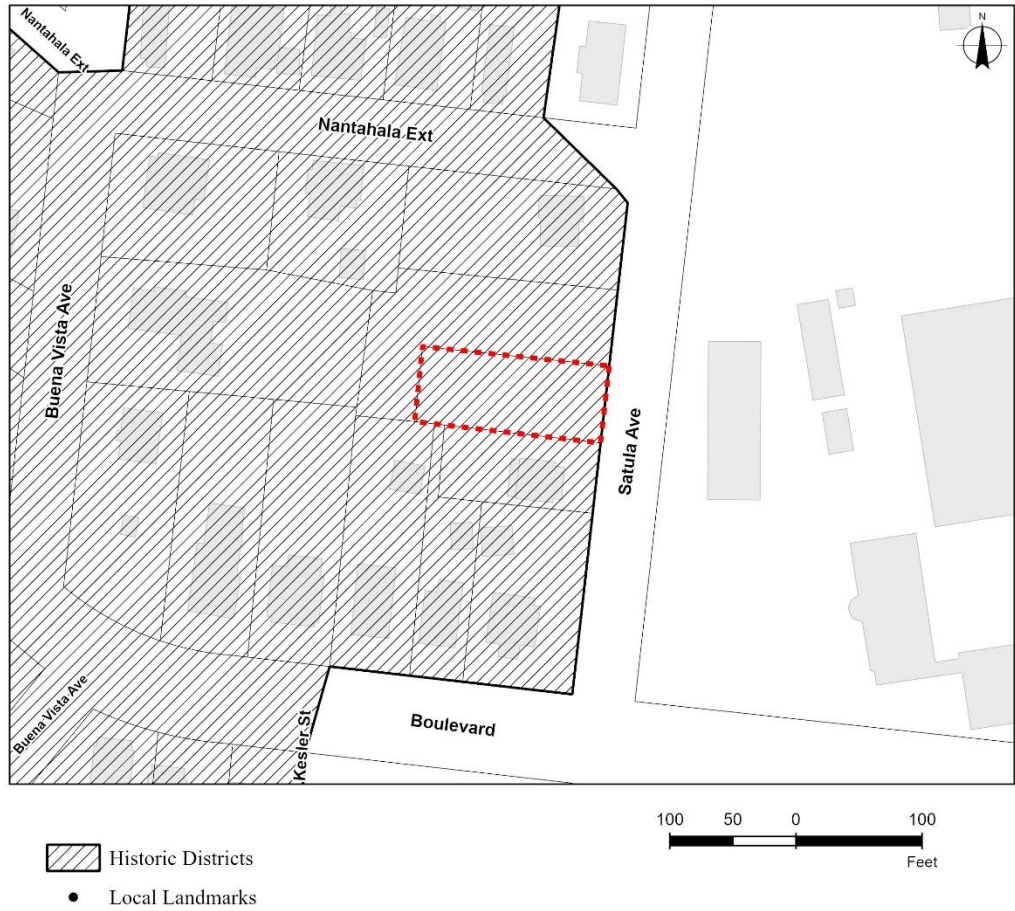 Nantahala Ext
N
Nantahala Ext
Buena Vista Ave
Satula Ave
Buena Vista Ave
Kesler St
Boulevard
100 50 0 100
Feet
Historic Districts
Local Landmarks